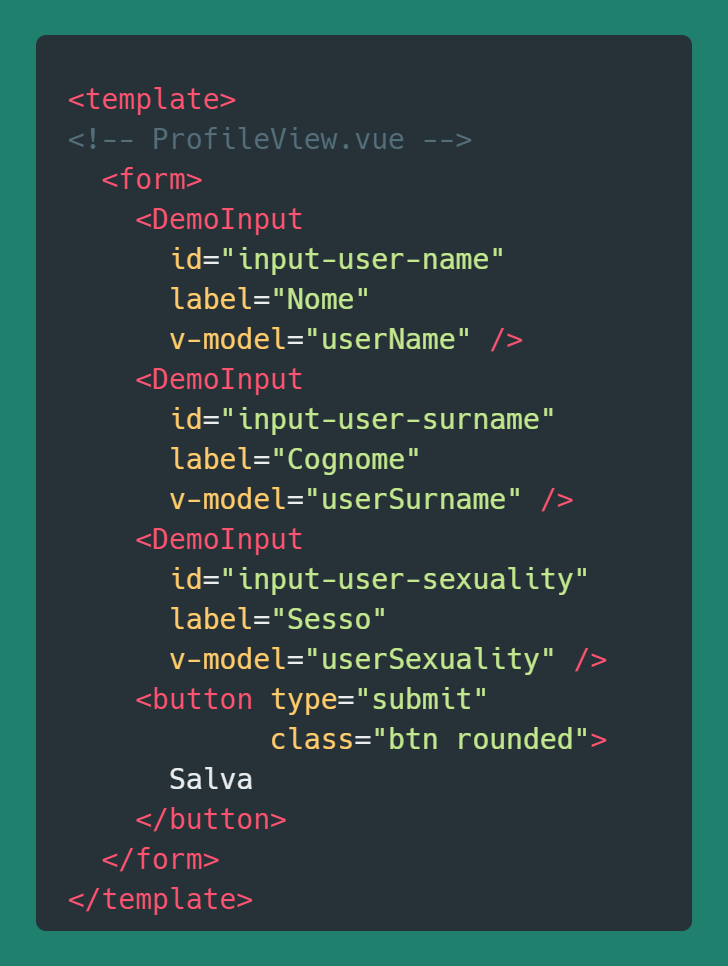 <template>
<!-- ProfileView.vue -->
  <form>
    <DemoInput
      id="input-user-name"
      label="Nome"
      v-model="userName" />
    <DemoInput
      id="input-user-surname"
      label="Cognome"
      v-model="userSurname" />
    <DemoInput
      id="input-user-sexuality"
      label="Sesso"
      v-model="userSexuality" />
    <button type="submit"
            class="btn rounded">
      Salva
    </button>
  </form>
</template>